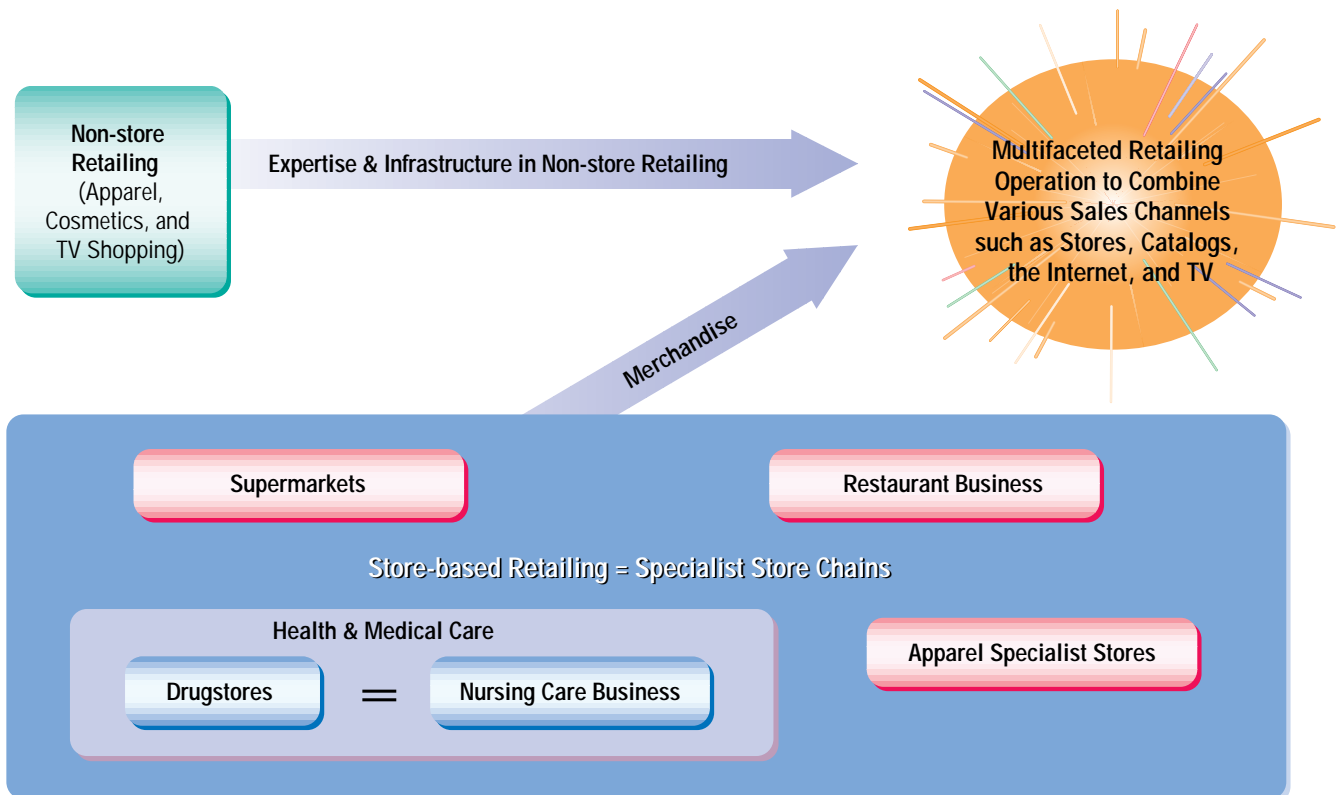 Non-store
Retailing
(Apparel,
Cosmetics, and
TV Shopping)
Expertise & Infrastructure in Non-store Retailing
Multifaceted Retailing
Operation to Combine
Various Sales Channels
such as Stores, Catalogs,
the Internet, and TV
Merchandise
Supermarkets
Restaurant Business
Store-based Retailing = Specialist Store Chains
Health & Medical Care
Drugstores
=
Nursing Care Business
Apparel Specialist Stores